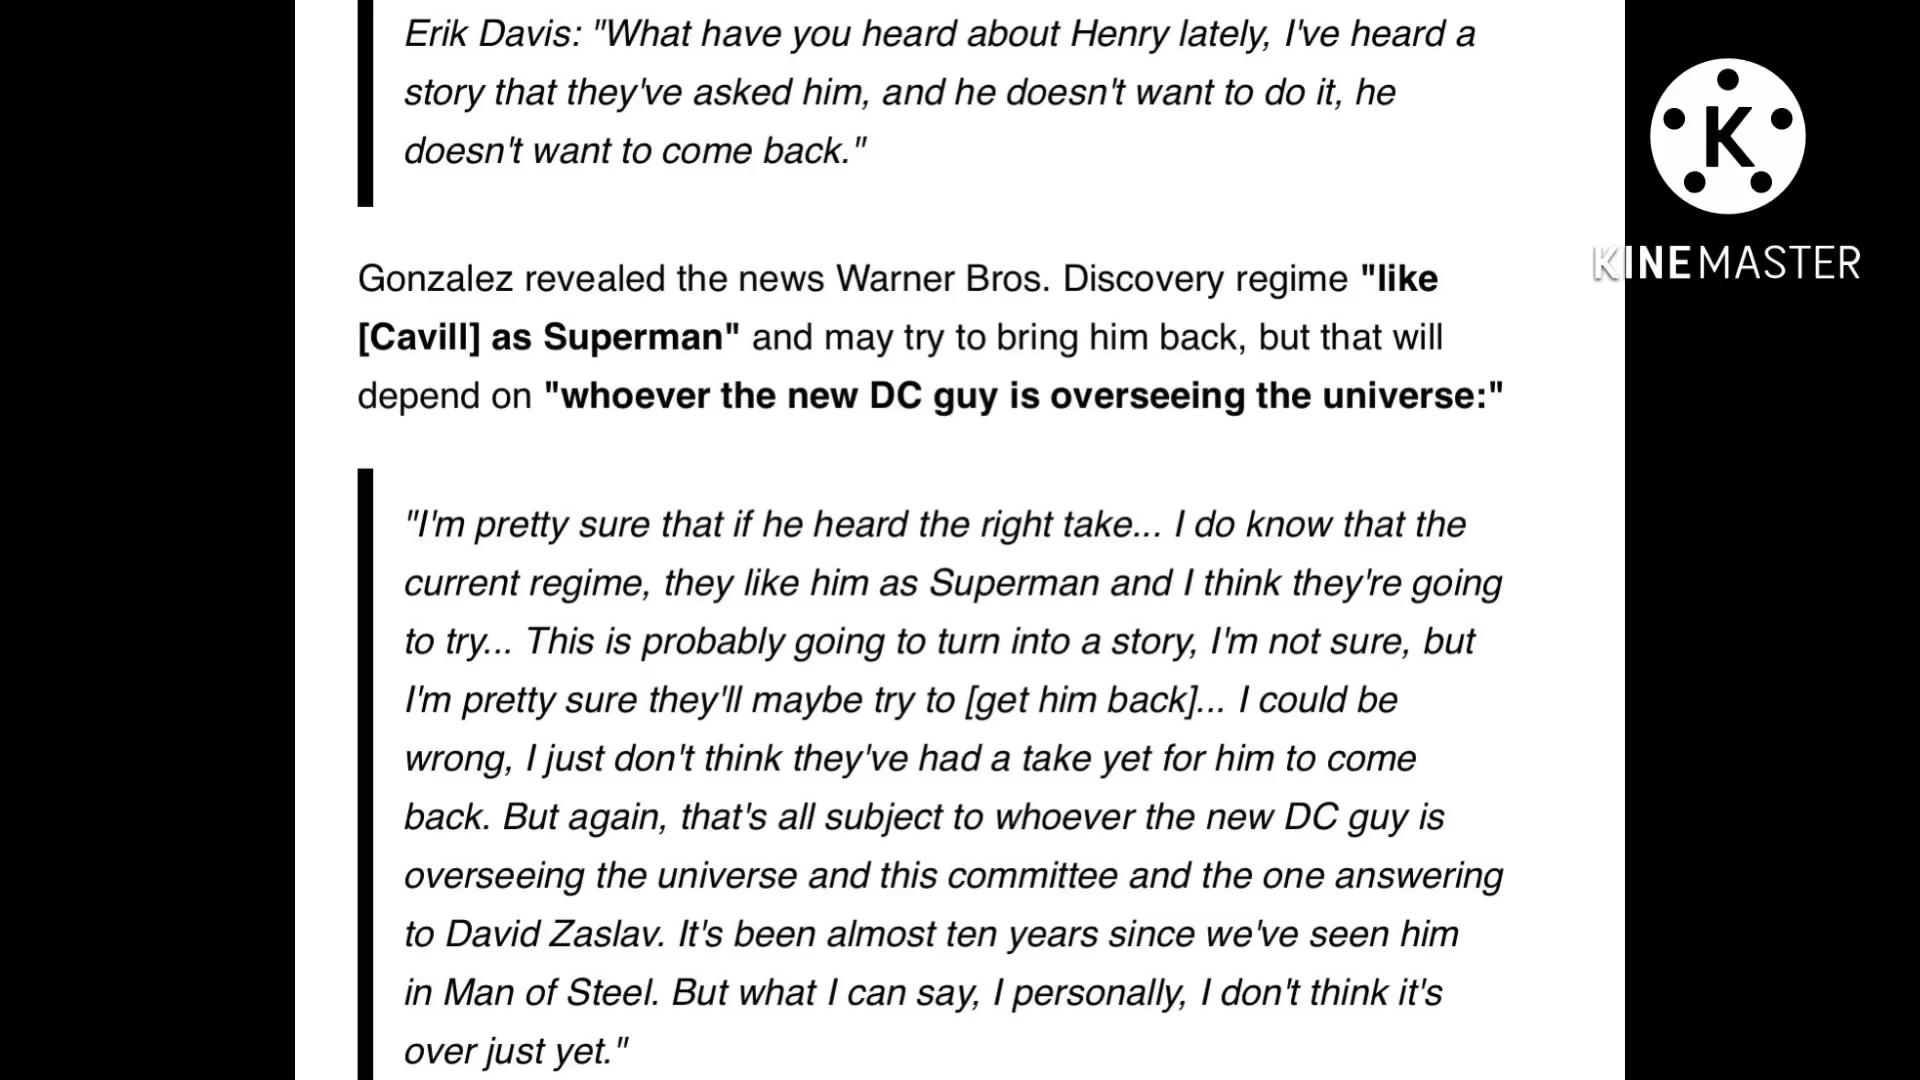 Erik Davis: "What have you heard about Henry lately, I've heard a
story that they've asked him, and he doesn't want to do it, he
doesn't want to come back."
Gonzalez revealed the news Warner Bros. Discovery regime "like
[Cavill] as Superman" and may try to bring him back, but that will
depend on "whoever the new DC guy is overseeing the universe:"
"I'm pretty sure that if he heard the right take... I do know that the
current regime, they like him as Superman and I think they're going
to try... This is probably going to turn into a story, I'm not sure, but
I'm pretty sure they'll maybe try to [get him back]... I could be
wrong, I just don't think they've had a take yet for him to come
back. But again, that's all subject to whoever the new DC guy is
overseeing the universe and this committee and the one answering
to David Zaslav. It's been almost ten years since we've seen him
in Man of Steel. But what I can say, I personally, I don't think it's
over just yet."
K
KINEMASTER